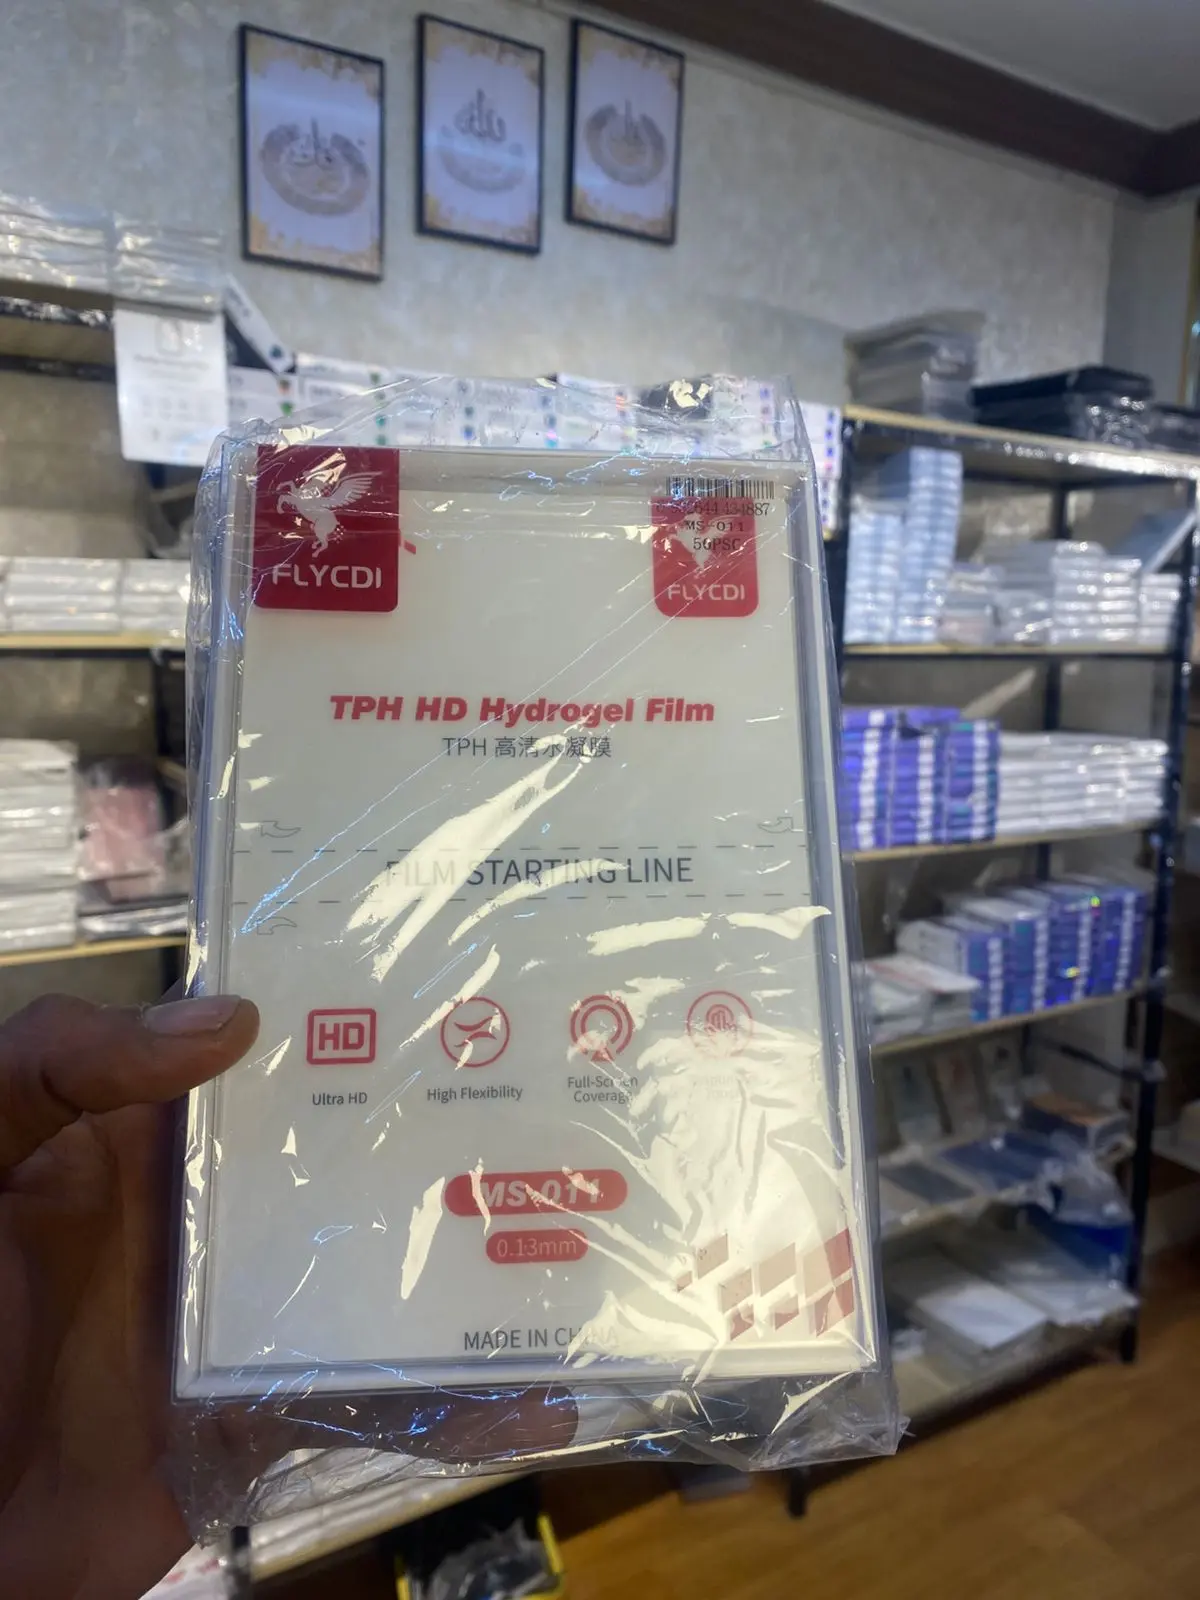 FLYCDI
MS-011
50PSC
FLYCDI
TPH HD Hydrogel Film
TPH 高清水凝膜
FILM STARTING LINE
HD
Ultra HD
High Flexibility
Full-Screen
Coverage
MS-011
0.13mm
MADE IN CHINA